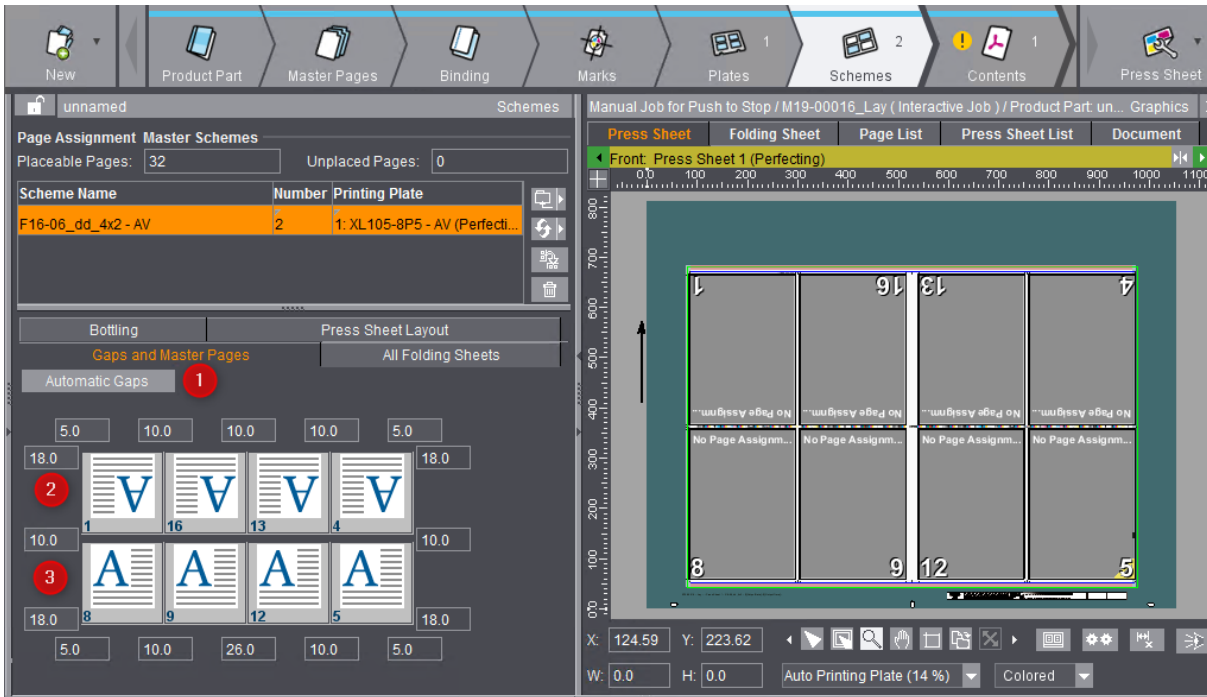 New
Product Part
Master Pages
Binding
Marks
Plates
1
Schemes
2
!
Contents
1
Press Sheet
unnamed
Schemes
Page Assignment Master Schemes
Placeable Pages: 32
Unplaced Pages: 0
Scheme Name Number Printing Plate
F16-06_dd_4x2 - AV 2 1: XL105-8P5 - AV (Perfecti...
Bottling
Press Sheet Layout
Gaps and Master Pages
All Folding Sheets
Automatic Gaps
1
5.0 10.0 10.0 10.0 5.0
18.0 18.0
2
A A A A
1 16 13 4
10.0 10.0
3
A A A A
8 9 12 5
18.0 18.0
5.0 10.0 26.0 10.0 5.0
Manual Job for Push to Stop / M19-00016_Lay ( Interactive Job ) / Product Part: un... Graphics
Press Sheet
Folding Sheet
Page List
Press Sheet List
Document
Front: Press Sheet 1 (Perfecting)
0 100 200 300 400 500 600 700 800 900 1000 1100
800
700
600
500
400
300
200
100
0
1 16 13 4
No Page Assignm... No Page Assignm... No Page Assignm... No Page Assignm...
No Page Assignm... No Page Assignm... No Page Assignm... No Page Assignm...
8 9 12 5
X: 124.59 Y: 223.62
W: 0.0 H: 0.0 Auto Printing Plate (14 %) Colored